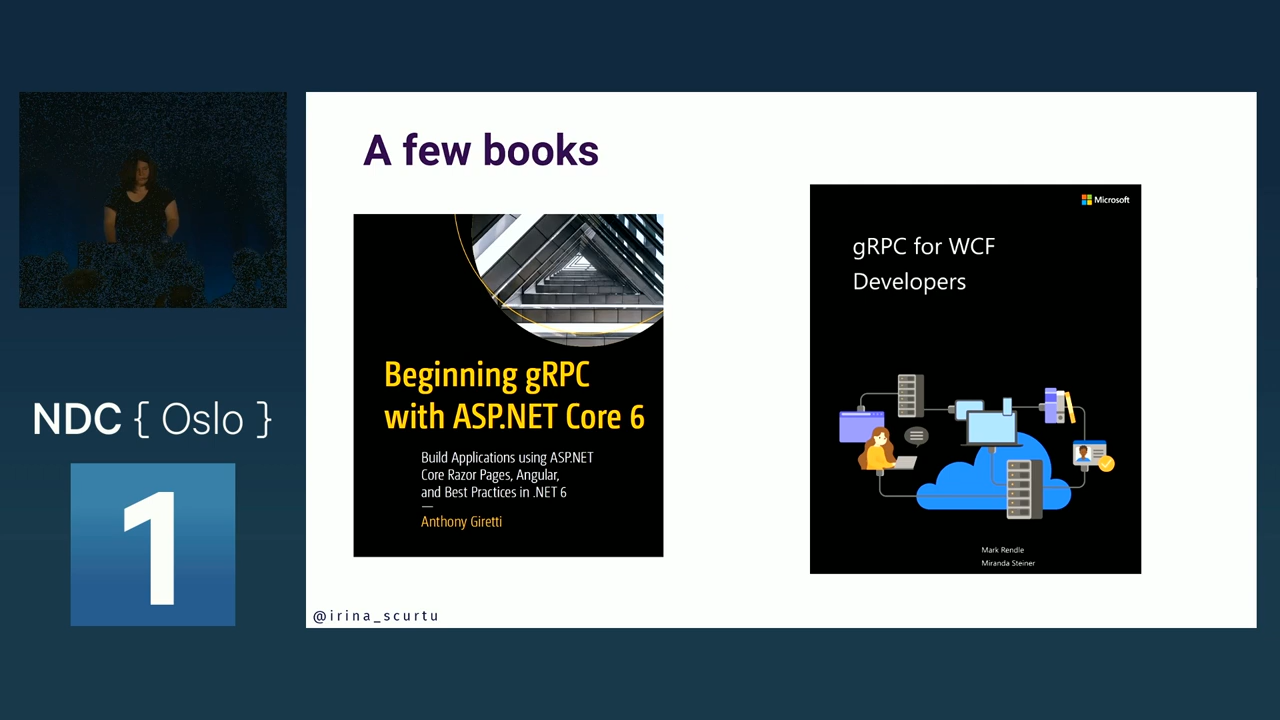 A few books
Beginning gRPC
with ASP.NET Core 6
Build Applications using ASP.NET
Core Razor Pages, Angular,
and Best Practices in .NET 6
Anthony Giretti
Microsoft
gRPC for WCF
Developers
Mark Rendle
Miranda Steiner
@irina_scurtu
NDC { Oslo }
1